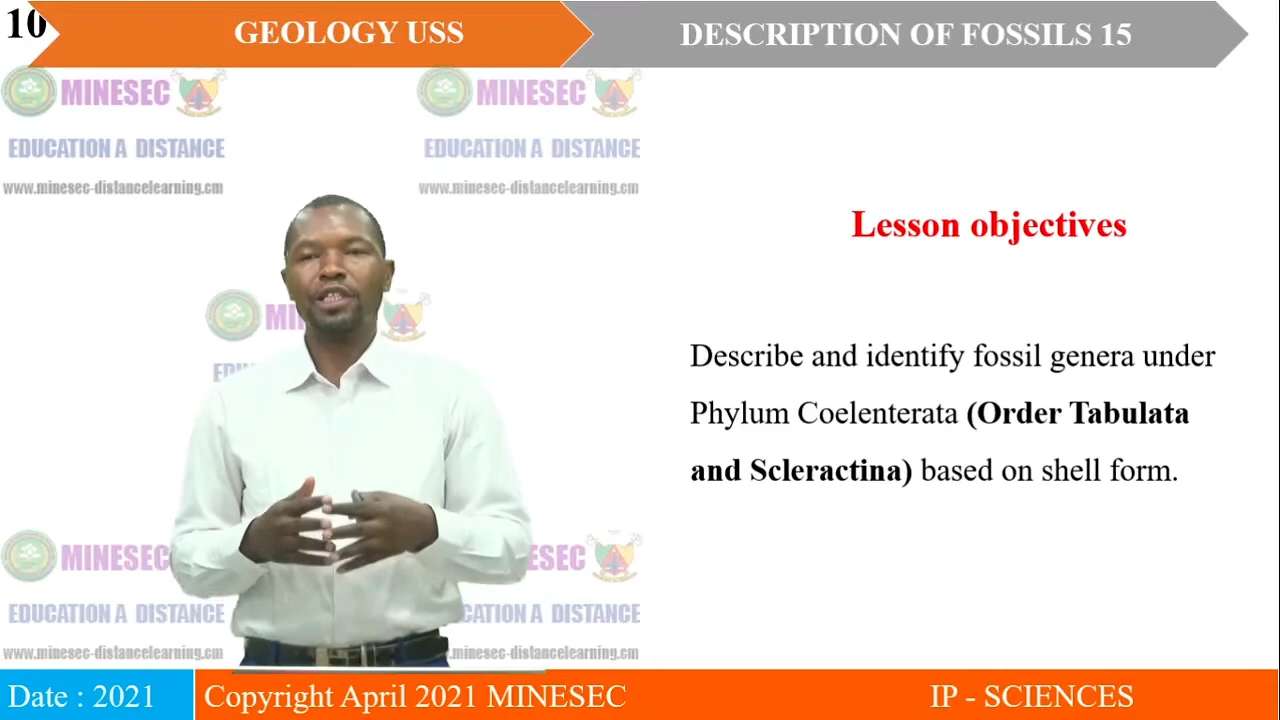 10
GEOLOGY USS
DESCRIPTION OF FOSSILS 15
MINESEC
MINESEC
EDUCATION A DISTANCE
EDUCATION A DISTANCE
www.minesec-distancelearning.cm
www.minesec-distancelearning.cm
Lesson objectives
Describe and identify fossil genera under
Phylum Coelenterata (Order Tabulata
and Scleractina) based on shell form.
MINESEC
ESEC
EDUCATION A DISTANCE
CATION A DISTANCE
www.minesec-distancelearning.cm
minesec-distancelearning.cm
Date : 2021
Copyright April 2021 MINESEC
IP - SCIENCES